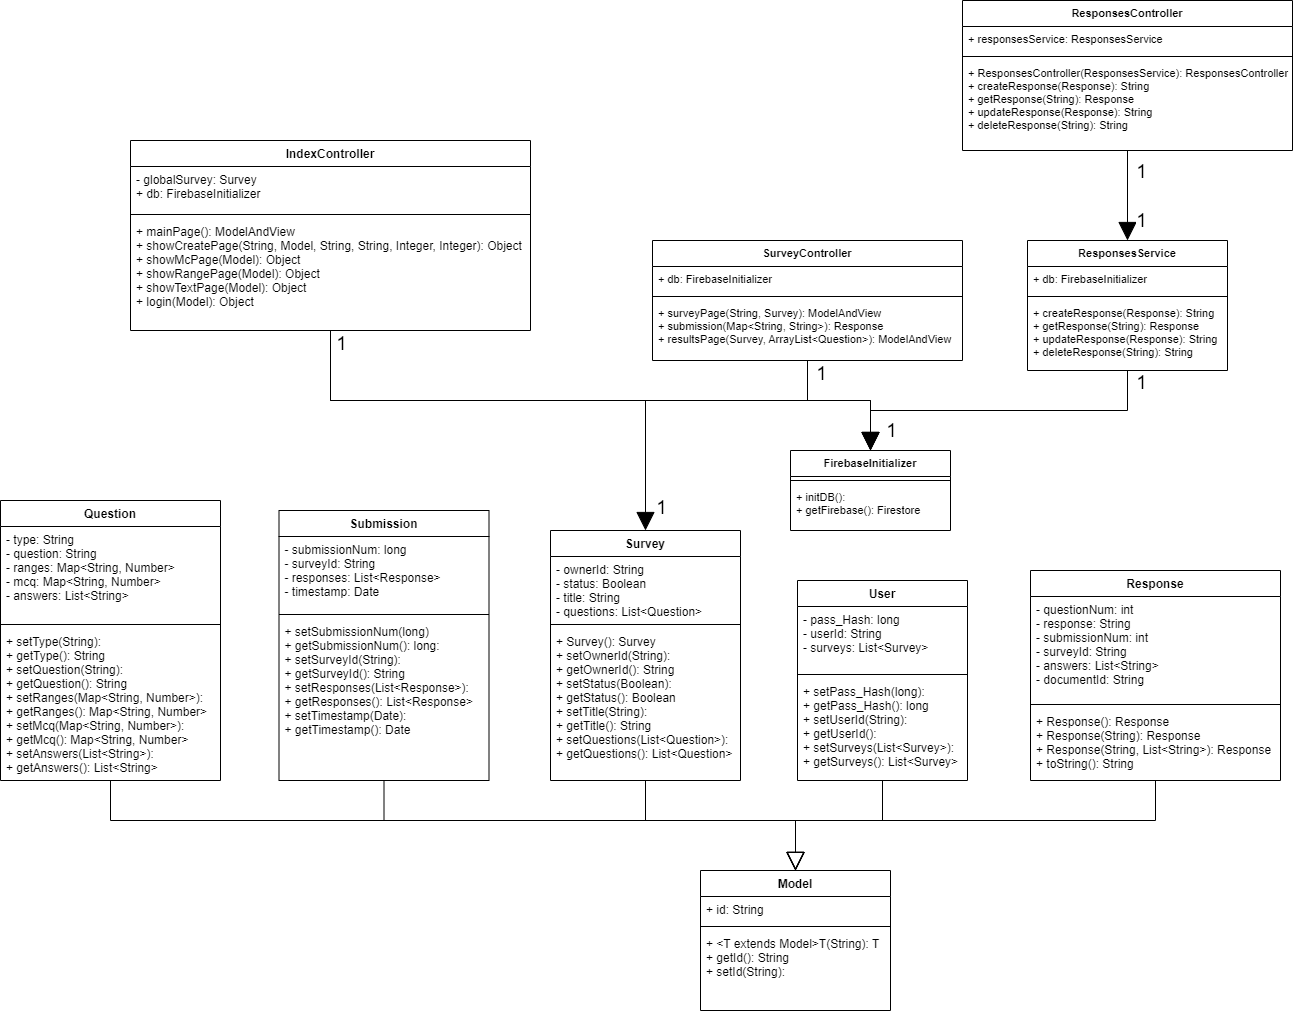 ResponsesController
+ responsesService: ResponsesService
+ ResponsesController(ResponsesService): ResponsesController
+ createResponse(Response): String
+ getResponse(String): Response
+ updateResponse(Response): String
+ deleteResponse(String): String
1
1
IndexController
- globalSurvey: Survey
+ db: FirebaseInitializer
+ mainPage(): ModelAndView
+ showCreatePage(String, Model, String, String, Integer, Integer): Object
+ showMcPage(Model): Object
+ showRangePage(Model): Object
+ showTextPage(Model): Object
+ login(Model): Object
1
SurveyController
+ db: FirebaseInitializer
+ surveyPage(String, Survey): ModelAndView
+ submission(Map<String, String>): Response
+ resultsPage(Survey, ArrayList<Question>): ModelAndView
1
ResponsesService
+ db: FirebaseInitializer
+ createResponse(Response): String
+ getResponse(String): Response
+ updateResponse(Response): String
+ deleteResponse(String): String
1
1
FirebaseInitializer
+ initDB():
+ getFirebase(): Firestore
Question
- type: String
- question: String
- ranges: Map<String, Number>
- mcq: Map<String, Number>
- answers: List<String>
+ setType(String):
+ getType(): String
+ setQuestion(String):
+ getQuestion(): String
+ setRanges(Map<String, Number>):
+ getRanges(): Map<String, Number>
+ setMcq(Map<String, Number>):
+ getMcq(): Map<String, Number>
+ setAnswers(List<String>):
+ getAnswers(): List<String>
Submission
- submissionNum: long
- surveyId: String
- responses: List<Response>
- timestamp: Date
+ setSubmissionNum(long)
+ getSubmissionNum(): long:
+ setSurveyId(String):
+ getSurveyId(): String
+ setResponses(List<Response>):
+ getResponses(): List<Response>
+ setTimestamp(Date):
+ getTimestamp(): Date
1
Survey
- ownerId: String
- status: Boolean
- title: String
- questions: List<Question>
+ Survey(): Survey
+ setOwnerId(String):
+ getOwnerId(): String
+ setStatus(Boolean):
+ getStatus(): Boolean
+ setTitle(String):
+ getTitle(): String
+ setQuestions(List<Question>):
+ getQuestions(): List<Question>
User
- pass_Hash: long
- userId: String
- surveys: List<Survey>
+ setPass_Hash(long):
+ getPass_Hash(): long
+ setUserId(String):
+ getUserId():
+ setSurveys(List<Survey>):
+ getSurveys(): List<Survey>
Response
- questionNum: int
- response: String
- submissionNum: int
- surveyId: String
- answers: List<String>
- documentId: String
+ Response(): Response
+ Response(String): Response
+ Response(String, List<String>): Response
+ toString(): String
Model
+ id: String
+ <T extends Model>T(String): T
+ getId(): String
+ setId(String):